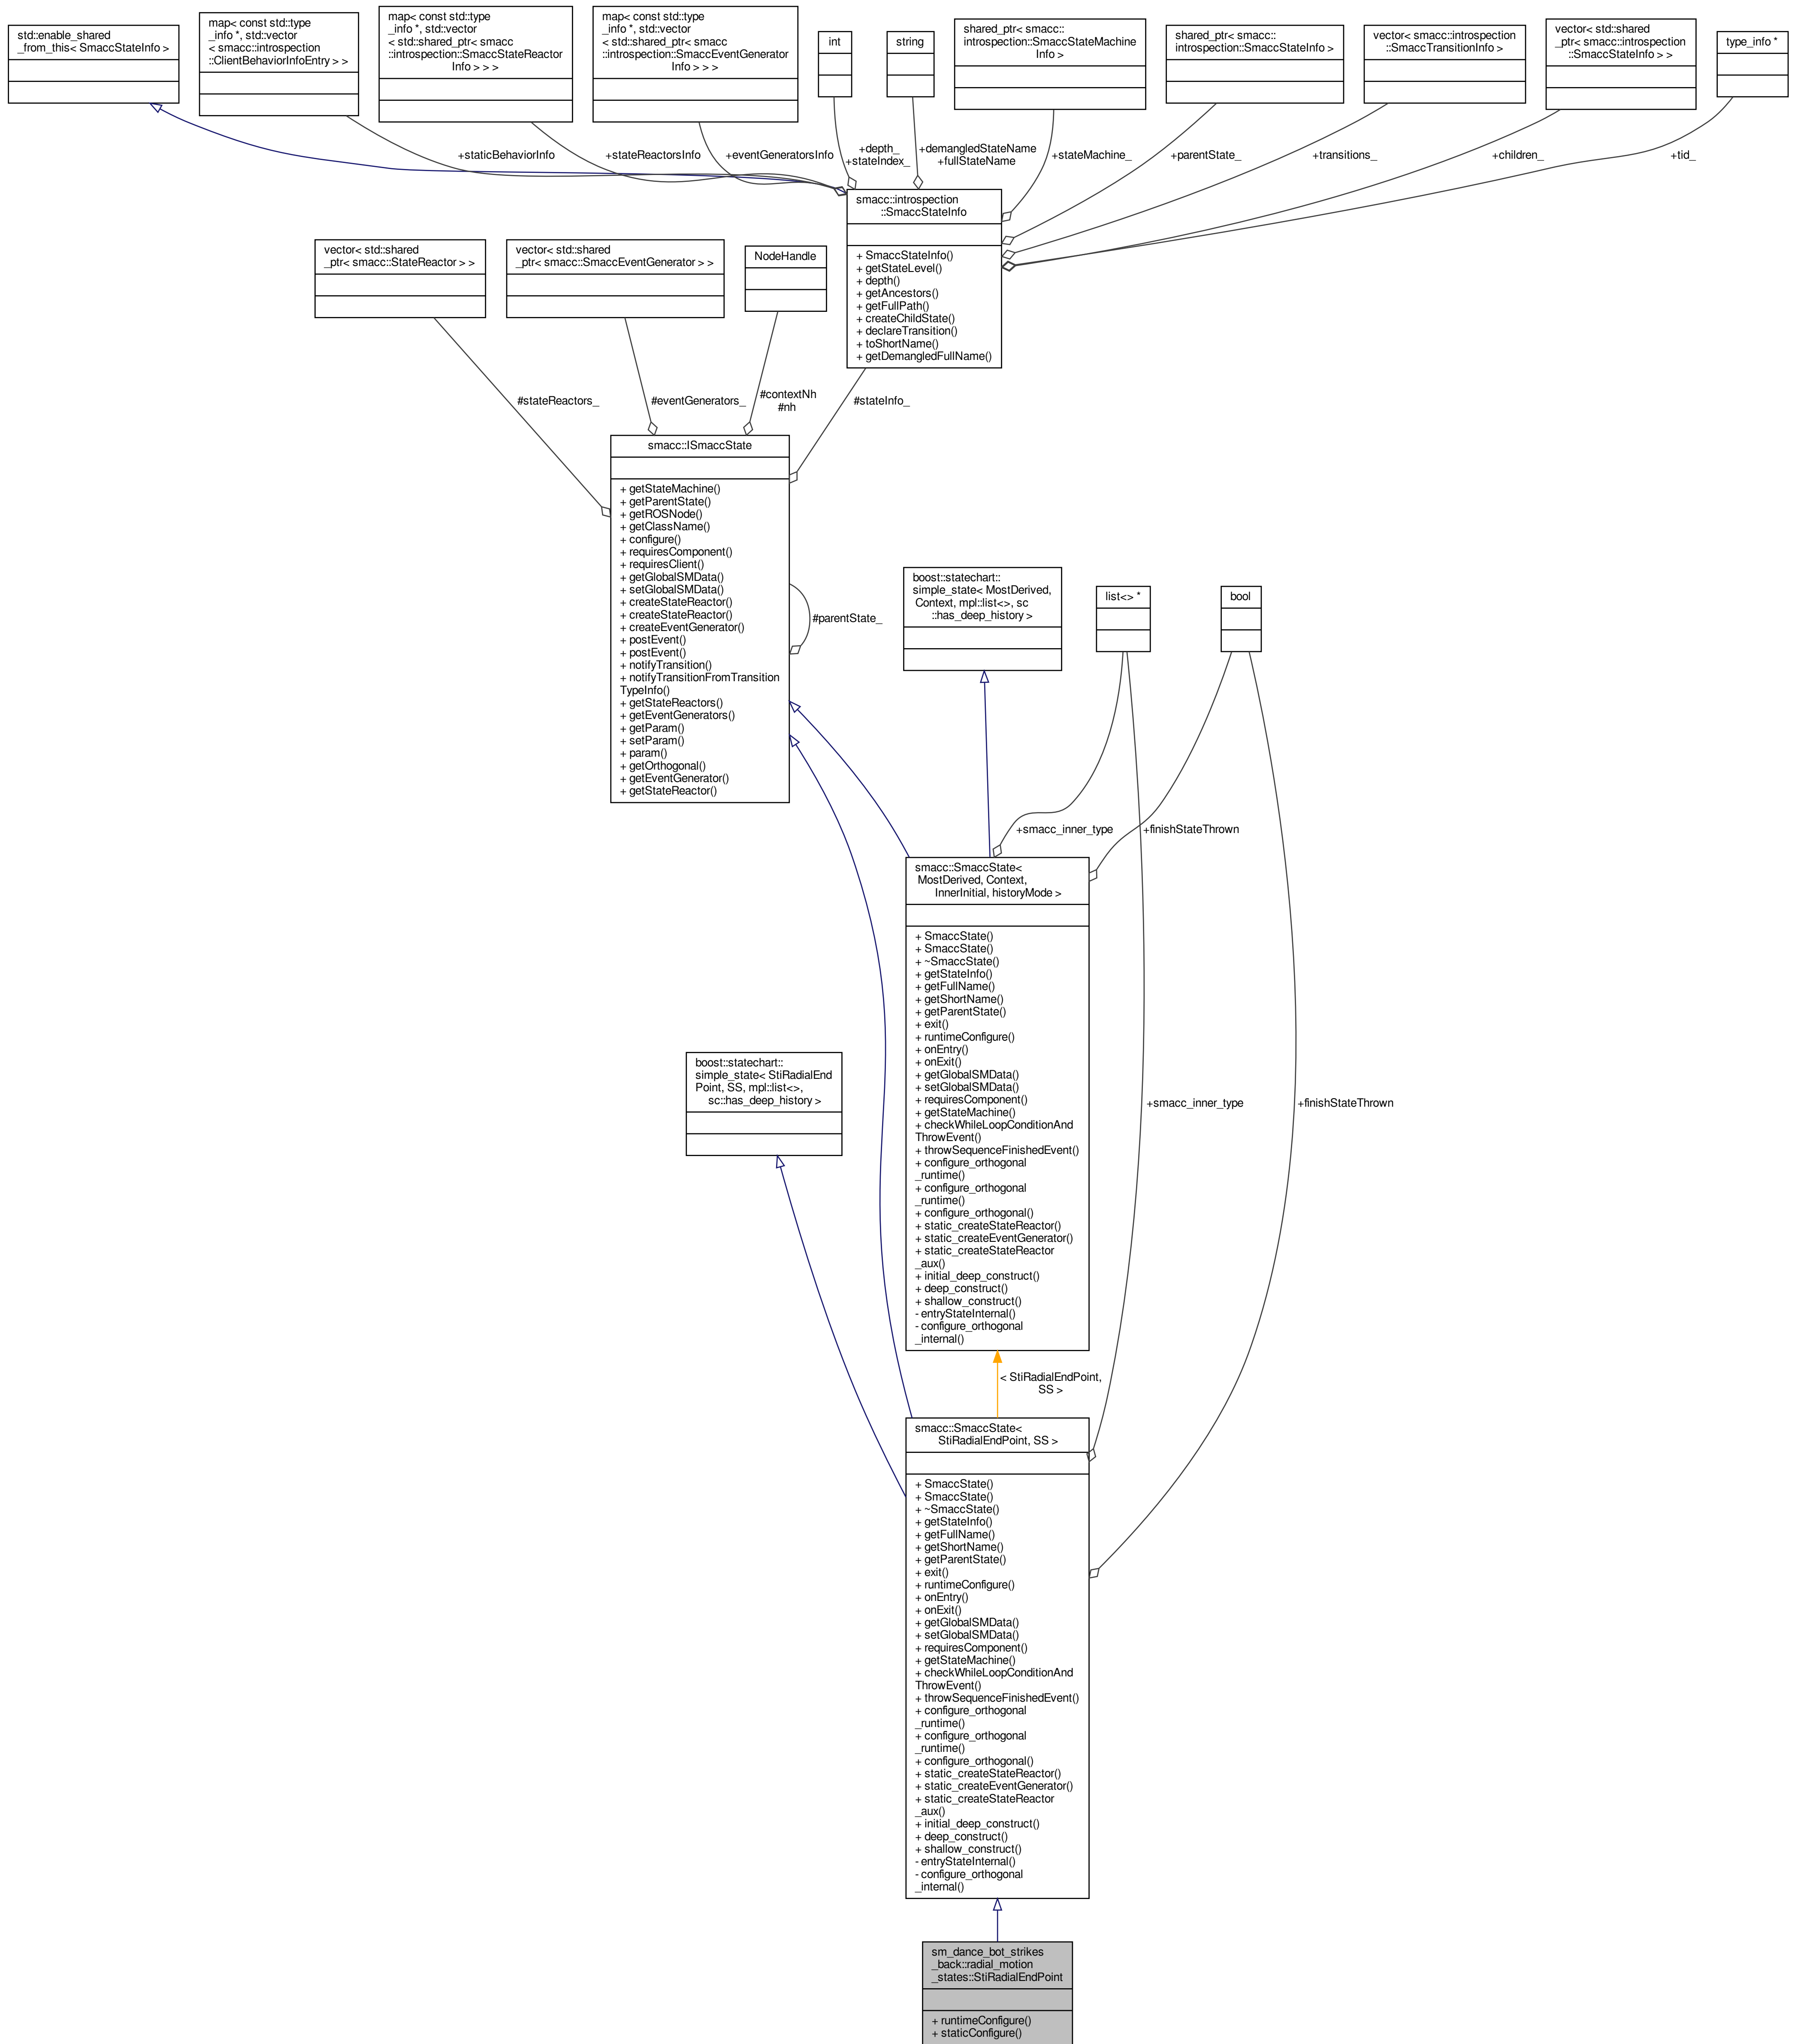 std::enable_shared
_from_this< SmaccStateInfo >
map< const std::type
_info *, std::vector
< smacc::introspection
::ClientBehaviorInfoEntry > >
map< const std::type
_info *, std::vector
< std::shared_ptr< smacc
::introspection::SmaccStateReactor
Info > > >
map< const std::type
_info *, std::vector
< std::shared_ptr< smacc
::introspection::SmaccEventGenerator
Info > > >
int
string
shared_ptr< smacc::
introspection::SmaccStateMachine
Info >
shared_ptr< smacc::
introspection::SmaccStateInfo >
vector< smacc::introspection
::SmaccTransitionInfo >
vector< std::shared
_ptr< smacc::introspection
::SmaccStateInfo > >
type_info *
+staticBehaviorInfo
+stateReactorsInfo
+eventGeneratorsInfo
+depth_
+stateIndex_
+demangledStateName
+fullStateName
+stateMachine_
+parentState_
+transitions_
+children_
+tid_
smacc::introspection
::SmaccStateInfo
+ SmaccStateInfo()
+ getStateLevel()
+ depth()
+ getAncestors()
+ getFullPath()
+ createChildState()
+ declareTransition()
+ toShortName()
+ getDemangledFullName()
vector< std::shared
_ptr< smacc::StateReactor > >
vector< std::shared
_ptr< smacc::SmaccEventGenerator > >
NodeHandle
#stateReactors_
#eventGenerators_
#contextNh
#nh
#stateInfo_
smacc::ISmaccState
+ getStateMachine()
+ getParentState()
+ getROSNode()
+ getClassName()
+ configure()
+ requiresComponent()
+ requiresClient()
+ getGlobalSMData()
+ setGlobalSMData()
+ createStateReactor()
+ createStateReactor()
+ createEventGenerator()
+ postEvent()
+ postEvent()
+ notifyTransition()
+ notifyTransitionFromTransition
TypeInfo()
+ getStateReactors()
+ getEventGenerators()
+ getParam()
+ setParam()
+ param()
+ getOrthogonal()
+ getEventGenerator()
+ getStateReactor()
#parentState_
boost::statechart::
simple_state< MostDerived,
Context, mpl::list<>, sc
::has_deep_history >
list<> *
bool
+smacc_inner_type
+finishStateThrown
smacc::SmaccState<
MostDerived, Context,
InnerInitial, historyMode >
+ SmaccState()
+ SmaccState()
+ ~SmaccState()
+ getStateInfo()
+ getFullName()
+ getShortName()
+ getParentState()
+ exit()
+ runtimeConfigure()
+ onEntry()
+ onExit()
+ getGlobalSMData()
+ setGlobalSMData()
+ requiresComponent()
+ getStateMachine()
+ checkWhileLoopConditionAnd
ThrowEvent()
+ throwSequenceFinishedEvent()
+ configure_orthogonal
_runtime()
+ configure_orthogonal
_runtime()
+ configure_orthogonal()
+ static_createStateReactor()
+ static_createEventGenerator()
+ static_createStateReactor
_aux()
+ initial_deep_construct()
+ deep_construct()
+ shallow_construct()
- entryStateInternal()
- configure_orthogonal
_internal()
boost::statechart::
simple_state< StiRadialEnd
Point, SS, mpl::list<>,
sc::has_deep_history >
+smacc_inner_type
+finishStateThrown
< StiRadialEndPoint,
SS >
smacc::SmaccState<
StiRadialEndPoint, SS >
+ SmaccState()
+ SmaccState()
+ ~SmaccState()
+ getStateInfo()
+ getFullName()
+ getShortName()
+ getParentState()
+ exit()
+ runtimeConfigure()
+ onEntry()
+ onExit()
+ getGlobalSMData()
+ setGlobalSMData()
+ requiresComponent()
+ getStateMachine()
+ checkWhileLoopConditionAnd
ThrowEvent()
+ throwSequenceFinishedEvent()
+ configure_orthogonal
_runtime()
+ configure_orthogonal
_runtime()
+ configure_orthogonal()
+ static_createStateReactor()
+ static_createEventGenerator()
+ static_createStateReactor
_aux()
+ initial_deep_construct()
+ deep_construct()
+ shallow_construct()
- entryStateInternal()
- configure_orthogonal
_internal()
sm_dance_bot_strikes
_back::radial_motion
_states::StiRadialEndPoint
+ runtimeConfigure()
+ staticConfigure()